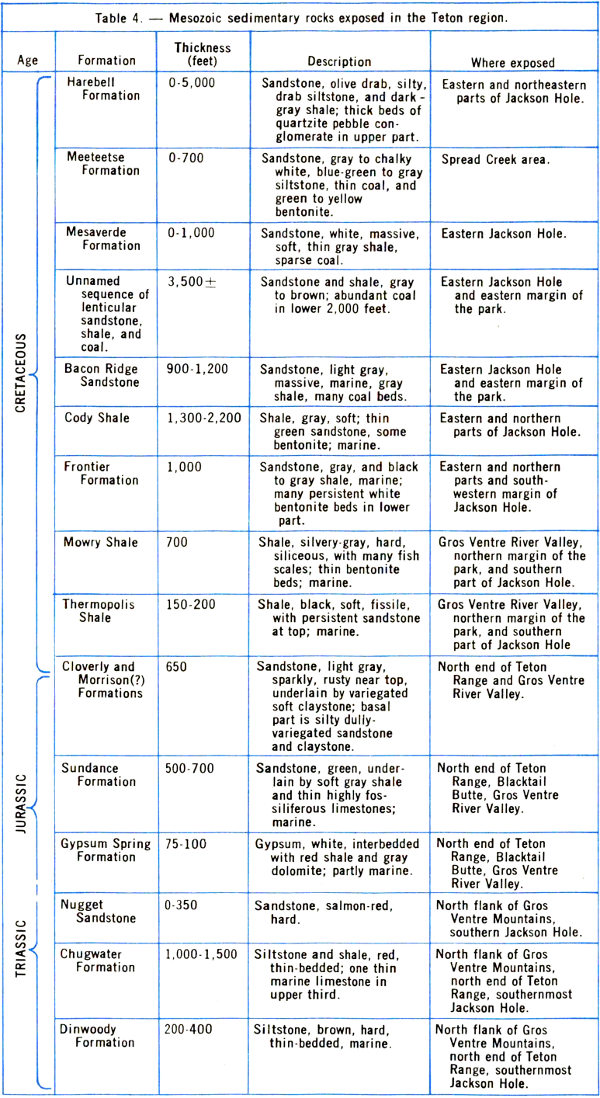 Table 4. — Mesozoic sedimentary rocks exposed in the Teton region.
Age
Formation
Thickness
(feet)
Description
Where exposed
CRETACEOUS
Harebell
Formation
0-5,000
Sandstone, olive drab, silty,
drab siltstone, and dark-
gray shale; thick beds of
quartzite pebble con-
glomerate in upper part.
Eastern and northeastern
parts of Jackson Hole.
Meeteetse
Formation
0-700
Sandstone, gray to chalky
white, blue-green to gray
siltstone, thin coal, and
green to yellow
bentonite.
Spread Creek area.
Mesaverde
Formation
0-1,000
Sandstone, white, massive,
soft, thin gray shale,
sparse coal.
Eastern Jackson Hole.
Unnamed
sequence of
lenticular
sandstone,
shale, and
coal.
3,500±
Sandstone and shale, gray
to brown; abundant coal
in lower 2,000 feet.
Eastern Jackson Hole
and eastern margin of
the park.
Bacon Ridge
Sandstone
900-1,200
Sandstone, light gray,
massive, marine, gray
shale, many coal beds.
Eastern Jackson Hole
and eastern margin of
the park.
Cody Shale
1,300-2,200
Shale, gray, soft; thin
green sandstone, some
bentonite; marine.
Eastern and northern
parts of Jackson Hole.
Frontier
Formation
1,000
Sandstone, gray, and black
to gray shale, marine;
many persistent white
bentonite beds in lower
part.
Eastern and northern
parts and south-
western margin of
Jackson Hole.
Mowry Shale
700
Shale, silvery-gray, hard,
siliceous, with many fish
scales; thin bentonite
beds; marine.
Gros Ventre River Valley,
northern margin of the
park, and southern
part of Jackson Hole.
Thermopolis
Shale
150-200
Shale, black, soft, fissile,
with persistent sandstone
at top; marine.
Gros Ventre River Valley,
northern margin of the
park, and southern
part of Jackson Hole
JURASSIC
Cloverly and
Morrison(?)
Formations
650
Sandstone, light gray,
sparkly, rusty near top,
underlain by variegated
soft claystone; basal
part is silty dully-
variegated sandstone
and claystone.
North end of Teton
Range and Gros Ventre
River Valley.
Sundance
Formation
500-700
Sandstone, green, under-
lain by soft gray shale
and thin highly fos-
siliferous limestones;
marine.
North end of Teton
Range, Blacktail
Butte, Gros Ventre
River Valley.
Gypsum Spring
Formation
75-100
Gypsum, white, interbedded
with red shale and gray
dolomite; partly marine.
North end of Teton
Range, Blacktail
Butte, Gros Ventre
River Valley.
TRIASSIC
Nugget
Sandstone
0-350
Sandstone, salmon-red,
hard.
North flank of Gros
Ventre Mountains,
southern Jackson Hole.
Chugwater
Formation
1,000-1,500
Siltstone and shale, red,
thin-bedded; one thin
marine limestone in
upper third.
North flank of Gros
Ventre Mountains,
north end of Teton
Range, southernmost
Jackson Hole.
Dinwoody
Formation
200-400
Siltstone, brown, hard,
thin-bedded, marine.
North flank of Gros
Ventre Mountains,
north end of Teton
Range, southernmost
Jackson Hole.